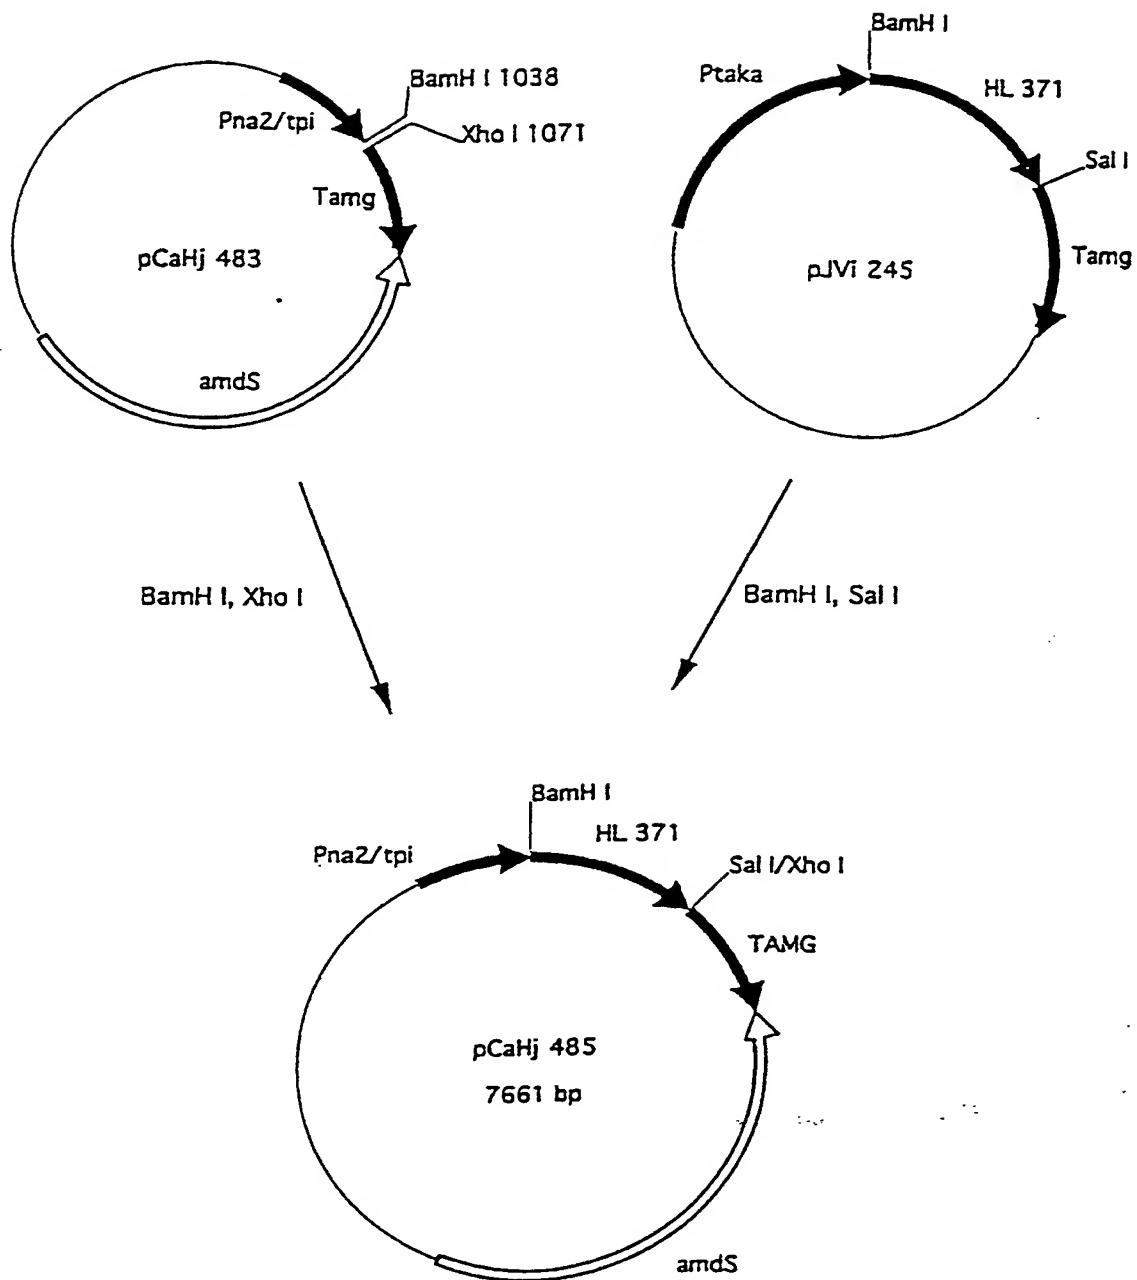 BamH I
Ptaka
HL 371
BamH I 1038
Pna2/tpi
Xho I 1071
Sal I
Tamg
Tamg
pCaHj 483
pJVi 245
amdS
BamH I, Xho I
BamH I, Sal I
BamH I
HL 371
Pna2/tpi
Sal I/Xho I
TAMG
pCaHj 485
7661 bp
amdS